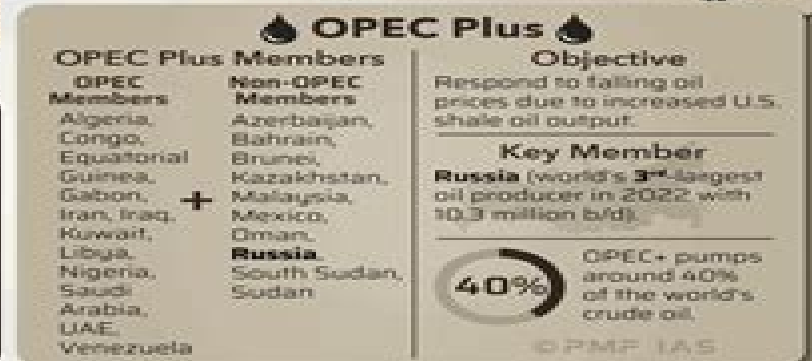 OPEC Plus
OPEC Plus Members
OPEC
Members
Algeria,
Congo,
Equatorial
Guinea,
Gabon,
Iran, Iraq,
Kuwait,
Libya,
Nigeria,
Saudi
Arabia,
UAE,
Venezuela
+
Non-OPEC
Members
Azerbaijan,
Bahrain,
Brunei,
Kazakhstan,
Malaysia,
Mexico,
Oman,
Russia,
South Sudan,
Sudan
Objective
Respond to falling oil
prices due to increased U.S.
shale oil output.
Key Member
Russia (world's 3rd-largest
oil producer in 2022 with
10.3 million b/d).
40%
OPEC+ pumps
around 40%
of the world's
crude oil.
©PMF IAS